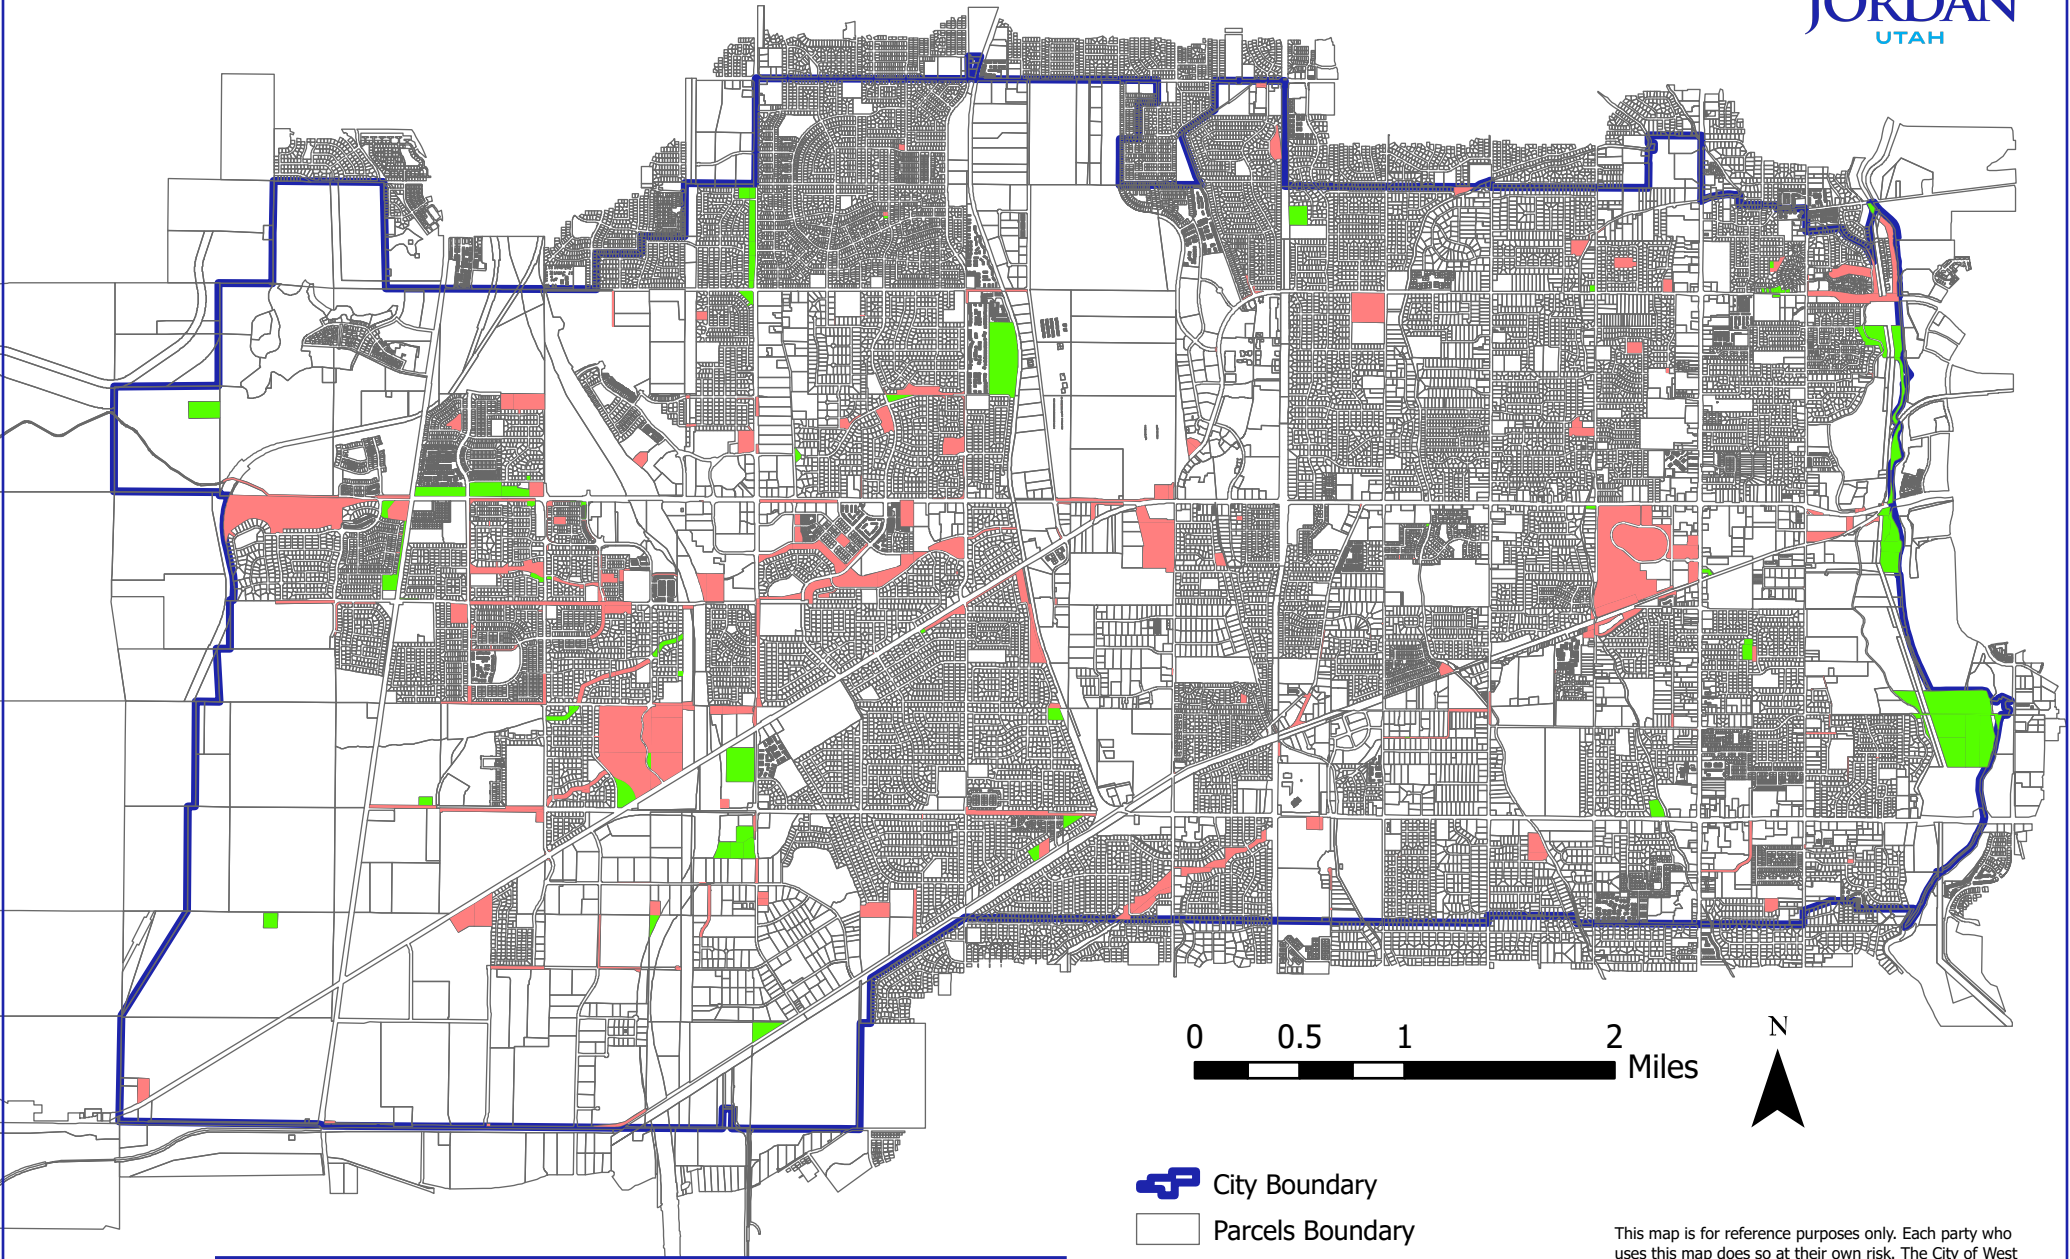 JORDAN
UTAH
0 0.5 1 2
Miles
N
City Boundary
Parcels Boundary
This map is for reference purposes only. Each party who
uses this map does so at their own risk. The City of West